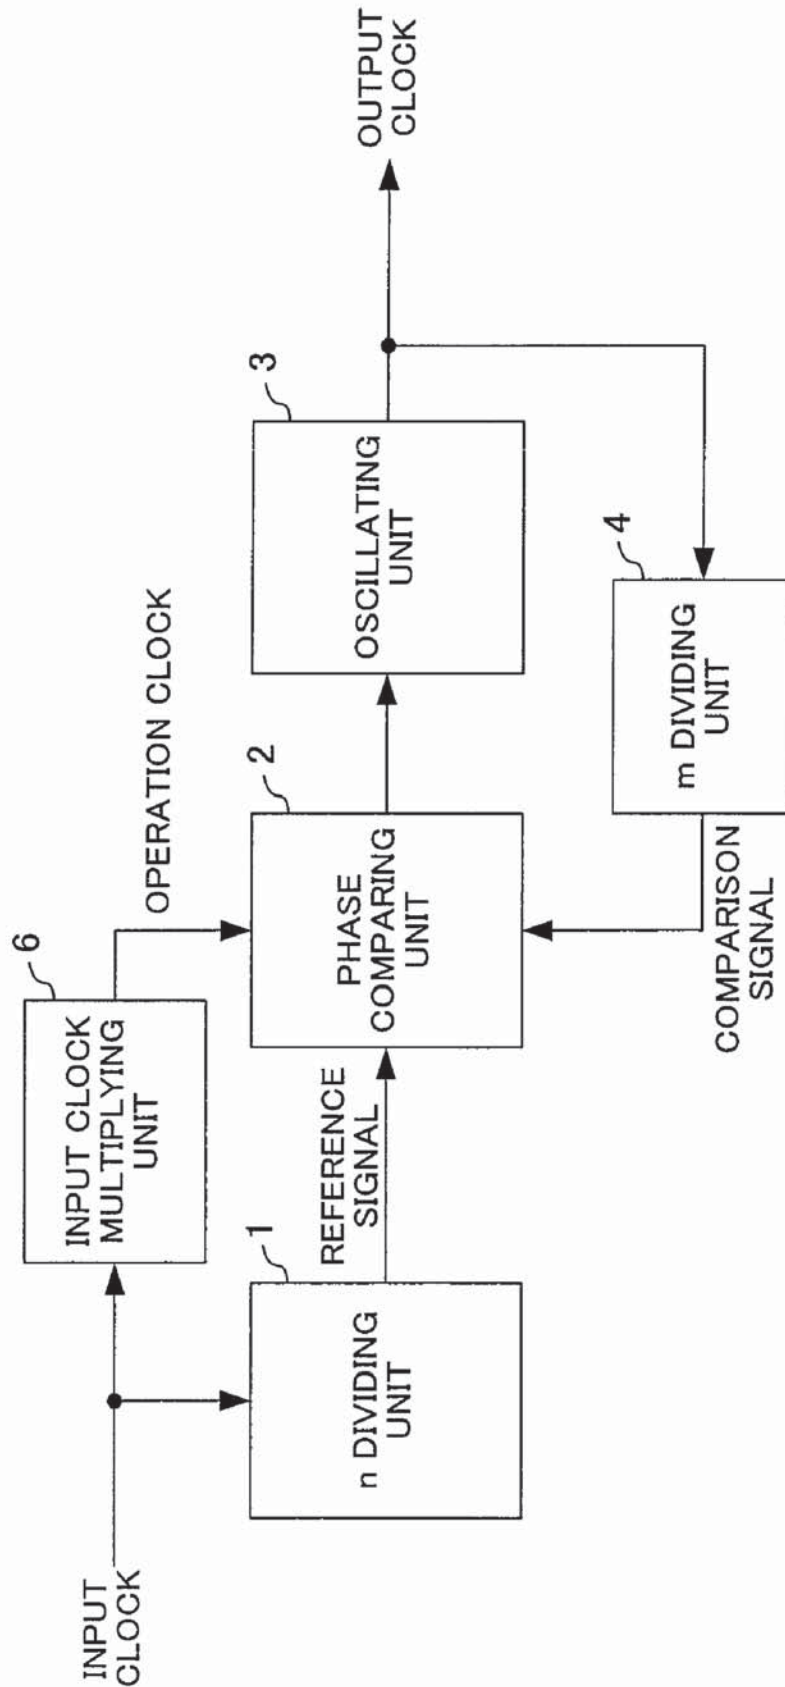 INPUT
CLOCK
6
INPUT CLOCK
MULTIPLYING
UNIT
OPERATION CLOCK
1
n DIVIDING
UNIT
REFERENCE
SIGNAL
2
PHASE
COMPARING
UNIT
3
OSCILLATING
UNIT
OUTPUT
CLOCK
4
m DIVIDING
UNIT
COMPARISON
SIGNAL